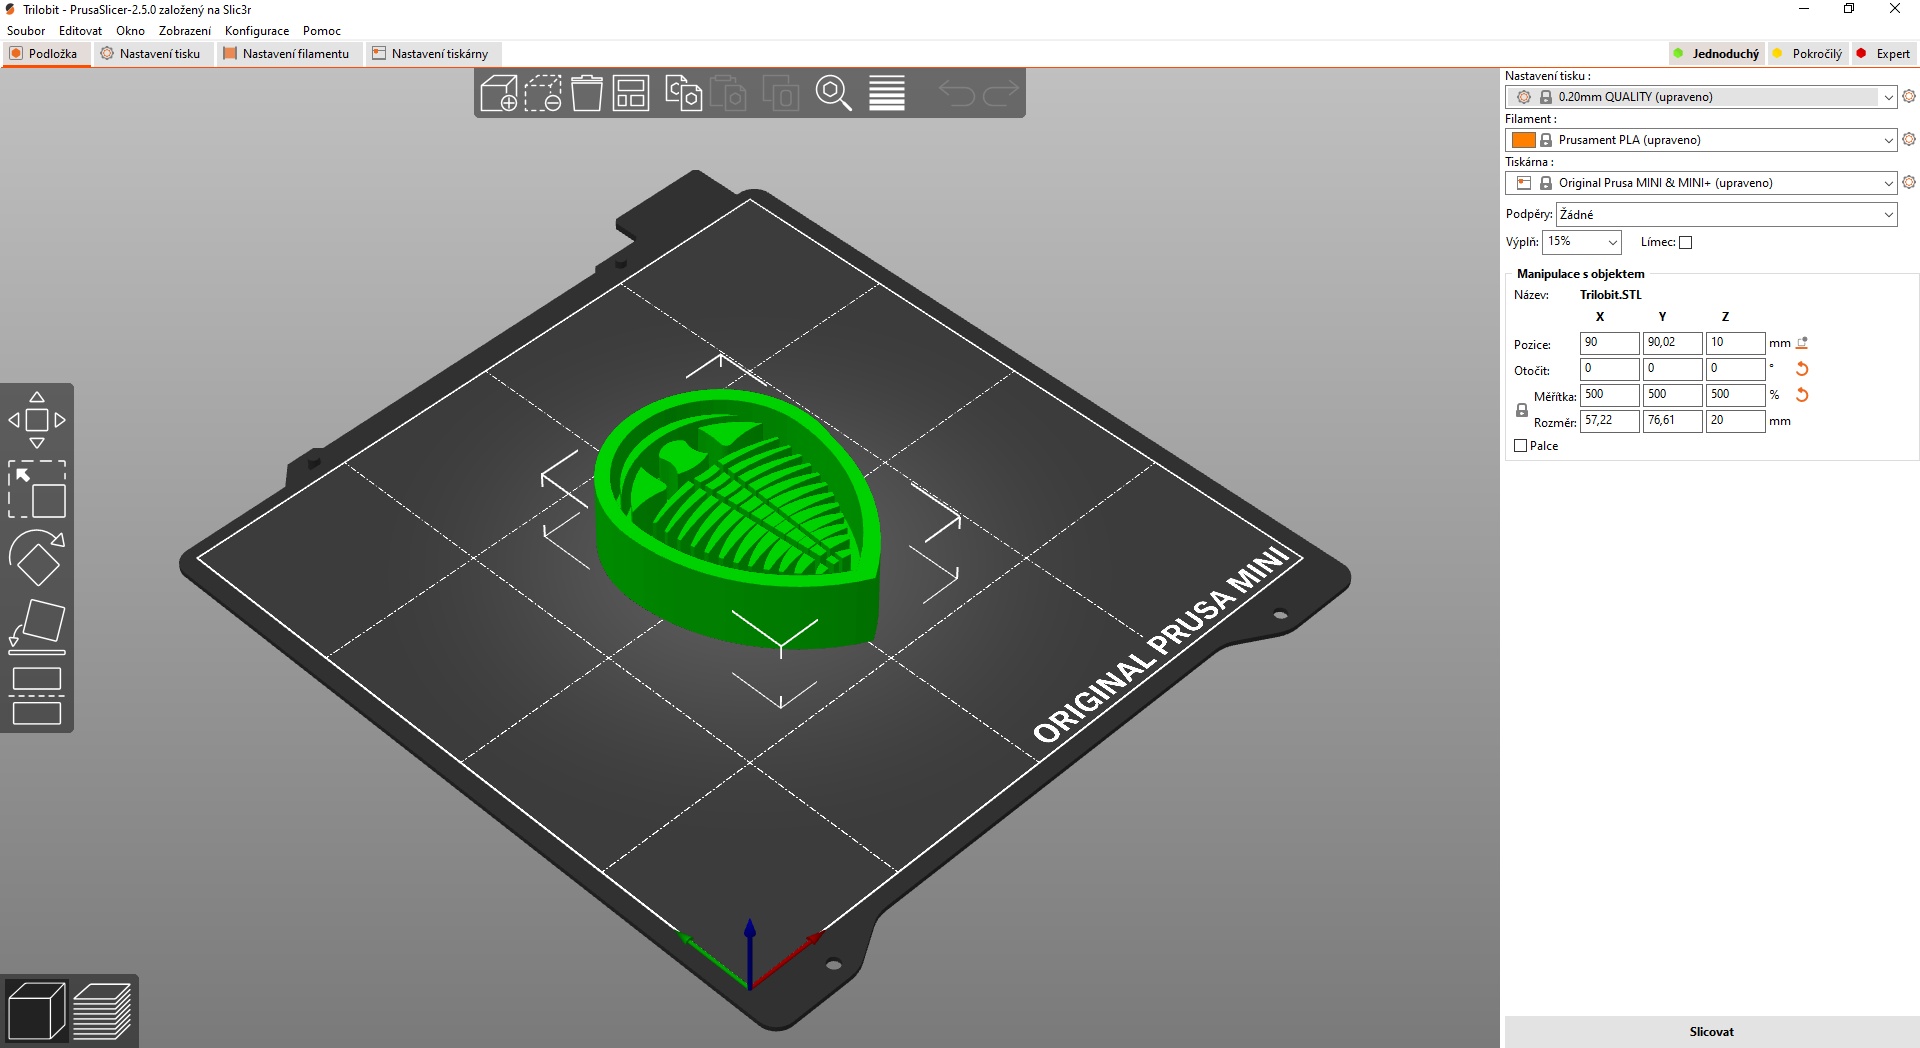 Trilobit - PrusaSlicer-2.5.0 založený na Slic3r
Soubor Editovat Okno Zobrazení Konfigurace Pomoc
Podložka Nastavení tisku Nastavení filamentu Nastavení tiskárny Jednoduchý Pokročilý Expert
Nastavení tisku :
0.20mm QUALITY (upraveno)
Filament :
Prusament PLA (upraveno)
Tiskárna :
Original Prusa MINI & MINI+ (upraveno)
Podpěry: Žádné
Výplň: 15% Límec:
Manipulace s objektem
Název: Trilobit.STL
X Y Z
Pozice: 90 90,02 10 mm
Otočit: 0 0 0 °
Měřítka: 500 500 500 %
Rozměr: 57,22 76,61 20 mm
Palce
ORIGINAL PRUSA MINI
Slicovat